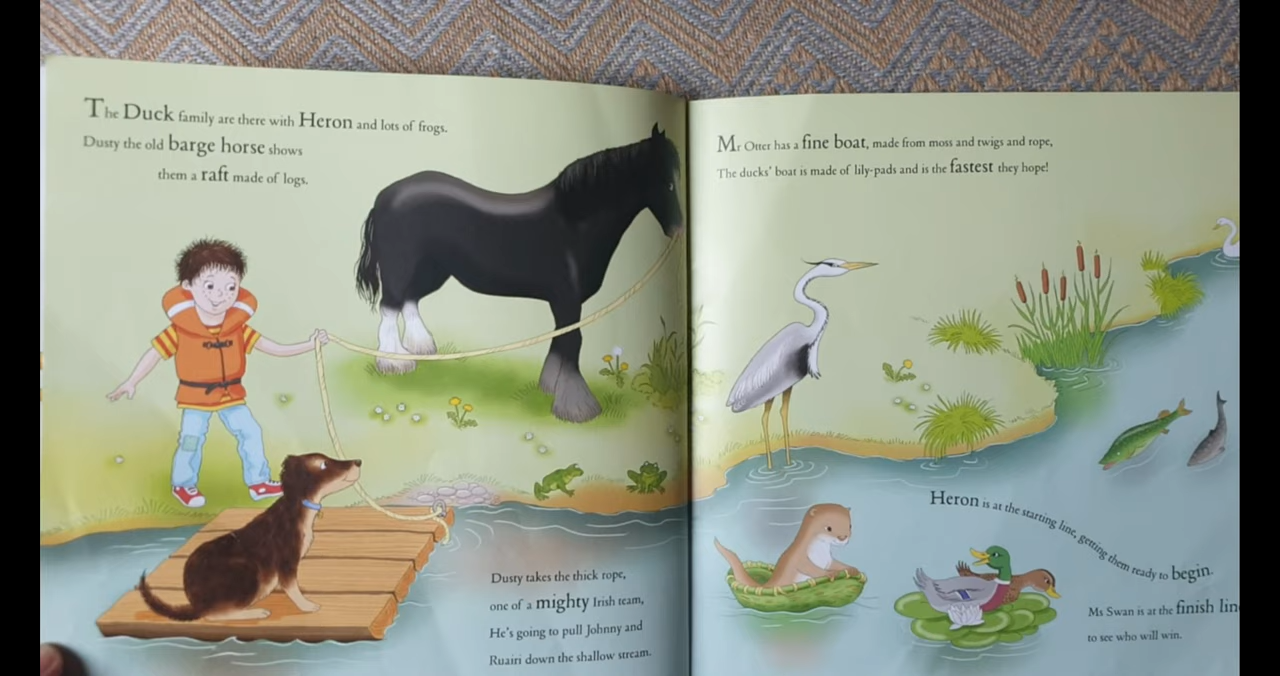 The Duck family are there with Heron and lots of frogs.
Dusty the old barge horse shows
them a raft made of logs.
Dusty takes the thick rope,
one of a mighty Irish team,
He's going to pull Johnny and
Ruairi down the shallow stream.
Mr Otter has a fine boat, made from moss and twigs and rope,
The ducks' boat is made of lily-pads and is the fastest they hope!
Heron is at the starting line, getting them ready to begin.
Ms Swan is at the finish lin
to see who will win.